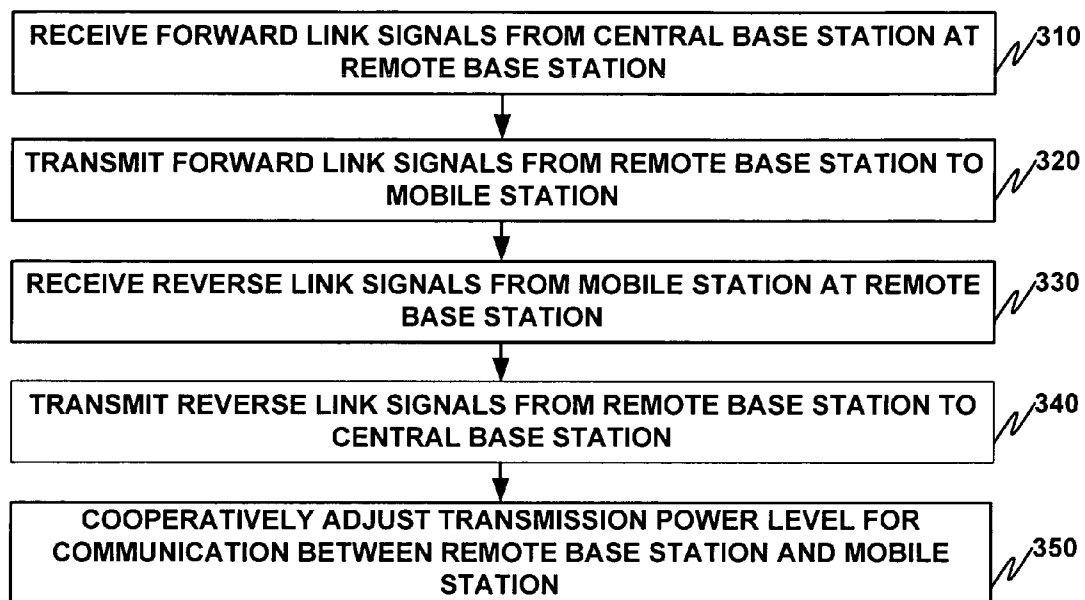 RECEIVE FORWARD LINK SIGNALS FROM CENTRAL BASE STATION AT
REMOTE BASE STATION
310
TRANSMIT FORWARD LINK SIGNALS FROM REMOTE BASE STATION TO
MOBILE STATION
320
RECEIVE REVERSE LINK SIGNALS FROM MOBILE STATION AT REMOTE
BASE STATION
330
TRANSMIT REVERSE LINK SIGNALS FROM REMOTE BASE STATION TO
CENTRAL BASE STATION
340
COOPERATIVELY ADJUST TRANSMISSION POWER LEVEL FOR
COMMUNICATION BETWEEN REMOTE BASE STATION AND MOBILE
STATION
350